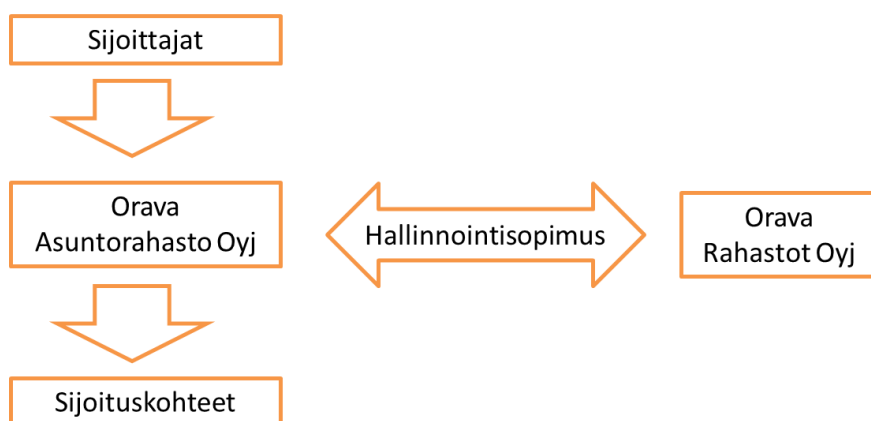 Sijoittajat
Orava
Asuntorahasto Oyj
Hallinnointisopimus
Orava
Rahastot Oyj
Sijoituskohteet